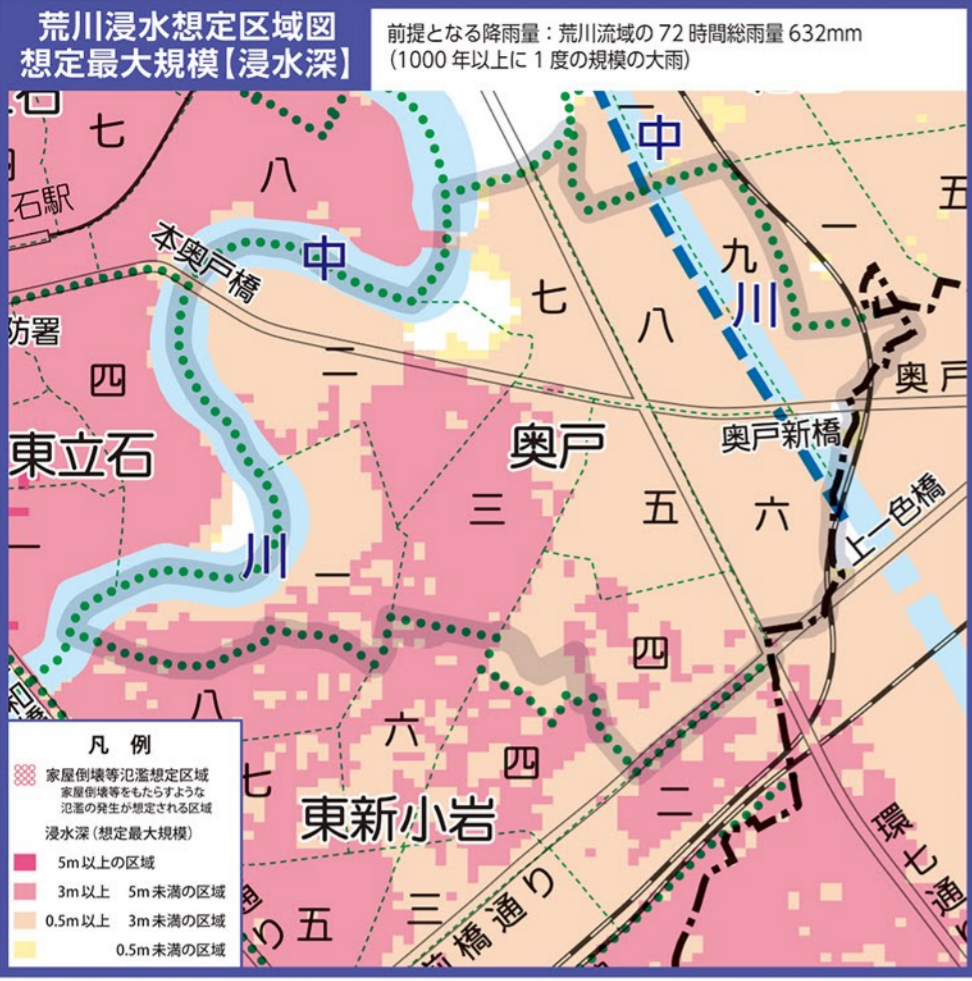 荒川浸水想定区域図
想定最大規模【浸水深】
前提となる降雨量：荒川流域の72時間総雨量632mm
（1000年以上に1度の規模の大雨）
七
八
中
一
五
石駅
本奥戸橋
中
九
一
川
七
八
防署
四
二
奥戸
東立石
奥戸
奥戸新橋
三
五
六
上一色橋
一
川
一
四
八
六
四
七
東新小岩
二
環七通り
五
三
前橋通り
凡 例
家屋倒壊等氾濫想定区域
家屋倒壊等をもたらすような
氾濫の発生が想定される区域
浸水深（想定最大規模）
5m以上の区域
3m以上 5m未満の区域
0.5m以上 3m未満の区域
0.5m未満の区域